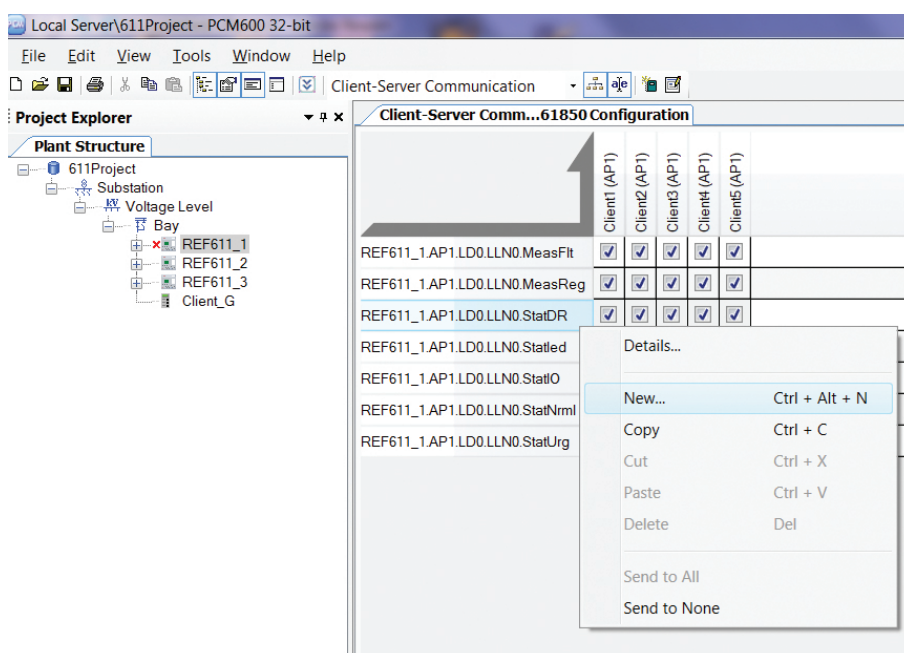 Local Server\611Project - PCM600 32-bit
File Edit View Tools Window Help
Client-Server Communication
Project Explorer
Plant Structure
611Project
Substation
Voltage Level
Bay
REF611_1
REF611_2
REF611_3
Client_G
Client-Server Comm...61850 Configuration
Client1 (AP1)
Client2 (AP1)
Client3 (AP1)
Client4 (AP1)
Client5 (AP1)
REF611_1.AP1.LD0.LLN0.MeasFlt
REF611_1.AP1.LD0.LLN0.MeasReg
REF611_1.AP1.LD0.LLN0.StatDR
REF611_1.AP1.LD0.LLN0.Statled
REF611_1.AP1.LD0.LLN0.StatIO
REF611_1.AP1.LD0.LLN0.StatNrml
REF611_1.AP1.LD0.LLN0.StatUrg
Details...
New... Ctrl + Alt + N
Copy Ctrl + C
Cut Ctrl + X
Paste Ctrl + V
Delete Del
Send to All
Send to None